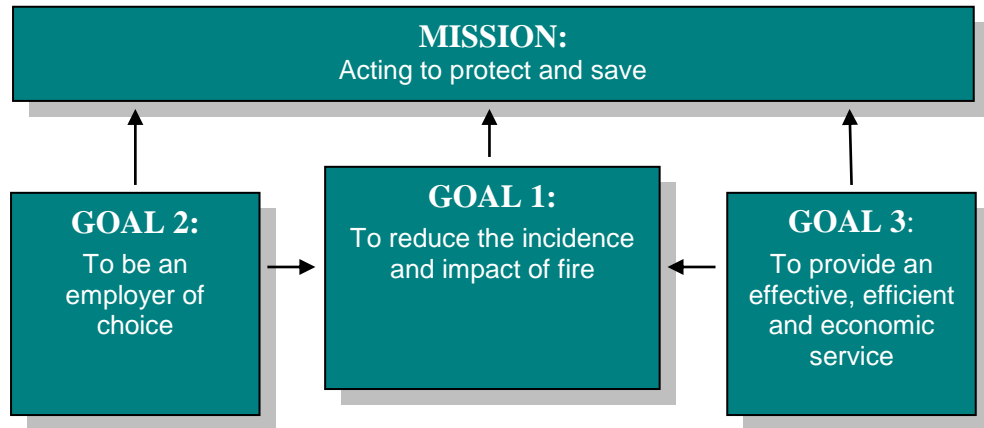 MISSION:
Acting to protect and save
GOAL 2:
To be an
employer of
choice
GOAL 1:
To reduce the incidence
and impact of fire
GOAL 3:
To provide an
effective, efficient
and economic
service